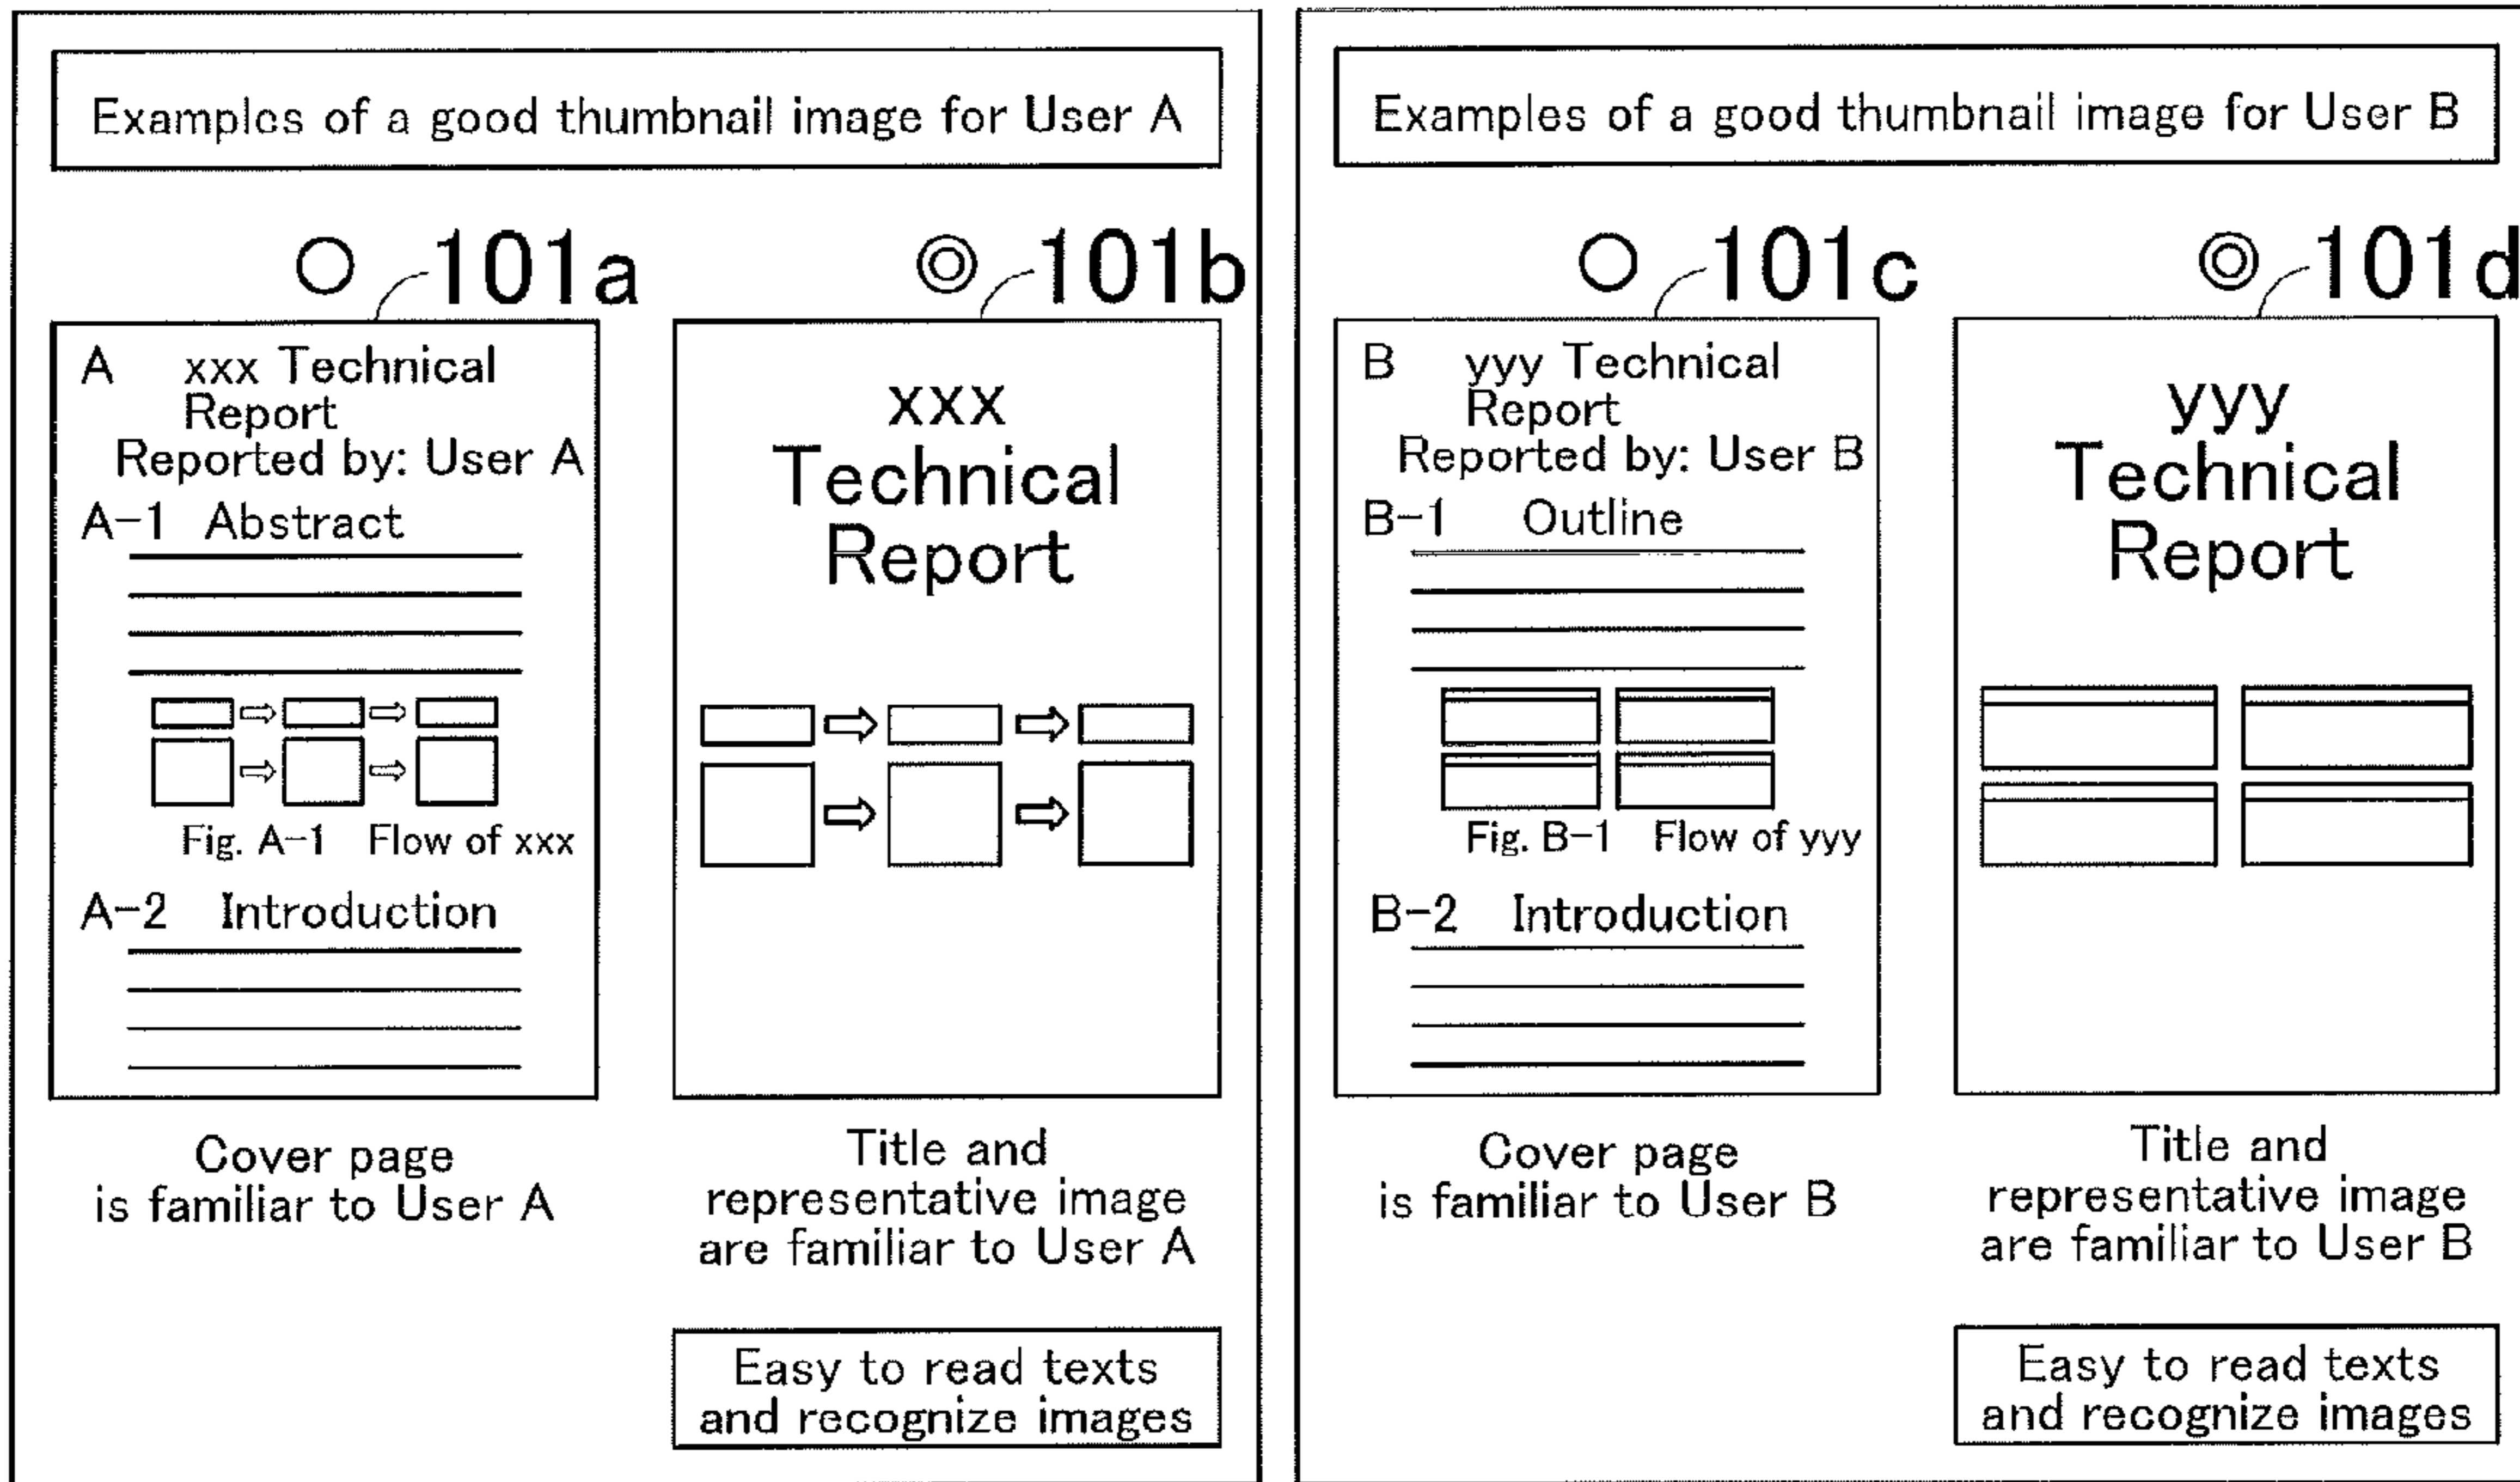 Examples of a good thumbnail image for User A
○ 101a
◎ 101b
A xxx Technical
Report
Reported by: User A
A-1 Abstract
Fig. A-1 Flow of xxx
A-2 Introduction
xxx
Technical
Report
Cover page
is familiar to User A
Title and
representative image
are familiar to User A
Easy to read texts
and recognize images
Examples of a good thumbnail image for User B
○ 101c
◎ 101d
B yyy Technical
Report
Reported by: User B
B-1 Outline
Fig. B-1 Flow of yyy
B-2 Introduction
yyy
Technical
Report
Cover page
is familiar to User B
Title and
representative image
are familiar to User B
Easy to read texts
and recognize images